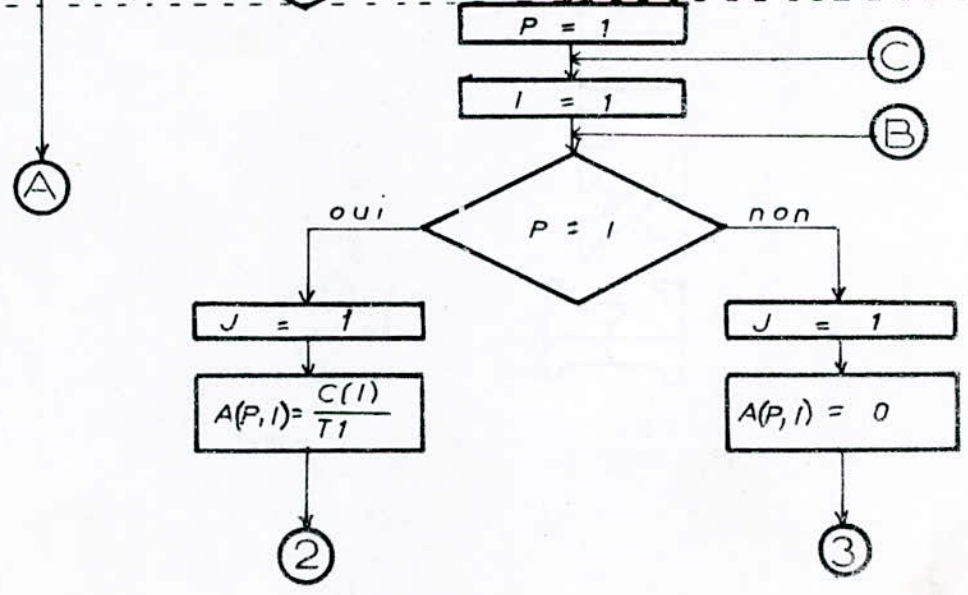 P = 1
C
I = 1
B
A
oui
P = I
non
J = 1
J = 1
A(P,I)= C(I)
T1
A(P,I) = 0
2
3